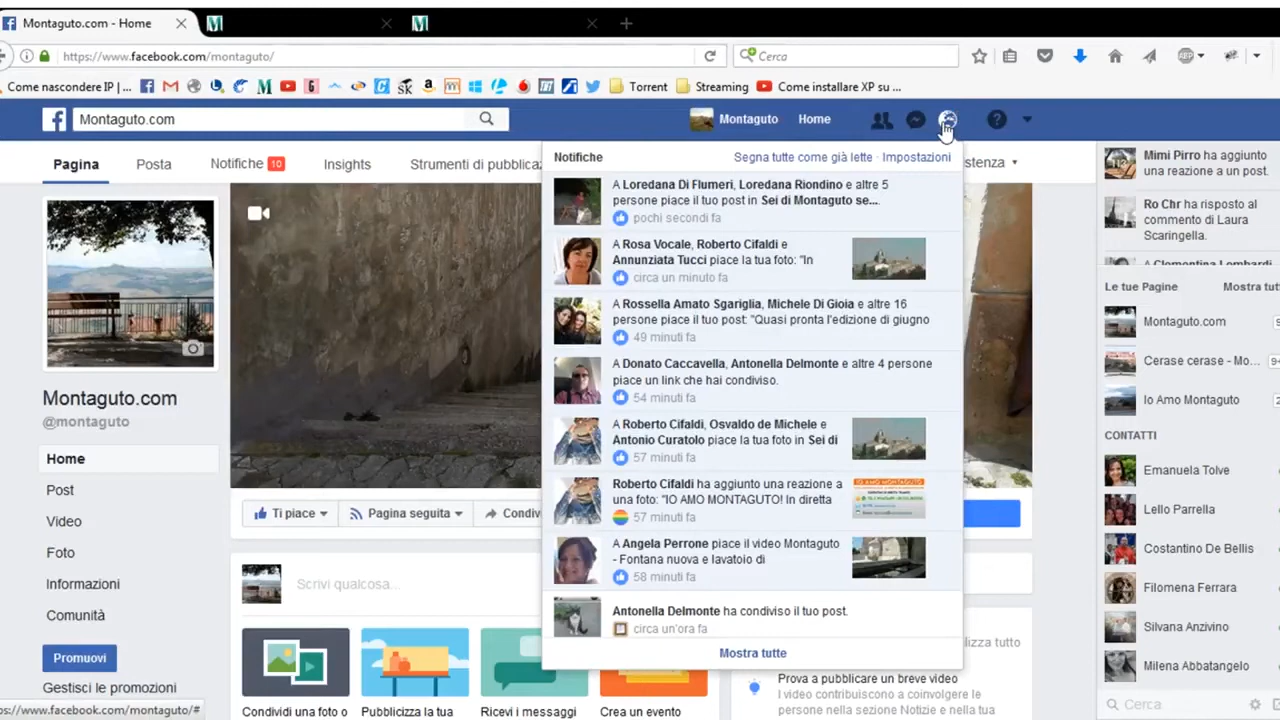 Montaguto.com - Home
https://www.facebook.com/montaguto/
Cerca
ABP
Come nascondere IP | ...
Torrent
Streaming
Come installare XP su ...
Montaguto.com
Montaguto
Home
Pagina
Posta
Notifiche 10
Insights
Strumenti di pubblica
stenza
Notifiche
Segna tutte come già lette · Impostazioni
A Loredana Di Flumeri, Loredana Riondino e altre 5
persone piace il tuo post in Sei di Montaguto se...
pochi secondi fa
A Rosa Vocale, Roberto Cifaldi e
Annunziata Tucci piace la tua foto: "In
circa un minuto fa
A Rossella Amato Sgariglia, Michele Di Gioia e altre 16
persone piace il tuo post: "Quasi pronta l'edizione di giugno
49 minuti fa
A Donato Caccavella, Antonella Delmonte e altre 4 persone
piace un link che hai condiviso.
54 minuti fa
A Roberto Cifaldi, Osvaldo de Michele e
Antonio Curatolo piace la tua foto in Sei di
57 minuti fa
Roberto Cifaldi ha aggiunto una reazione a
una foto: "IO AMO MONTAGUTO! In diretta
57 minuti fa
IO AMO MONTAGUTO
A Angela Perrone piace il video Montaguto
- Fontana nuova e lavatoio di
58 minuti fa
Antonella Delmonte ha condiviso il tuo post.
circa un'ora fa
Mostra tutte
Montaguto.com
@montaguto
Home
Post
Video
Foto
Informazioni
Comunità
Promuovi
Gestisci le promozioni
ps://www.facebook.com/montaguto/#
Ti piace
Pagina seguita
Condiv
Scrivi qualcosa...
Condividi una foto o
Pubblicizza la tua
Ricevi i messaggi
Crea un evento
lizza tutto
Prova a pubblicare un breve video
I video contribuiscono a coinvolgere le
persone nella sezione Notizie e nella tua
Mimi Pirro ha aggiunto
una reazione a un post.
Ro Chr ha risposto al
commento di Laura
Scaringella.
A Clementina Lombardi
Le tue Pagine
Mostra tutt
Montaguto.com
Cerase cerase - Mo...
Io Amo Montaguto
CONTATTI
Emanuela Tolve
Lello Parrella
Costantino De Bellis
Filomena Ferrara
Silvana Anzivino
Milena Abbatangelo
Cerca